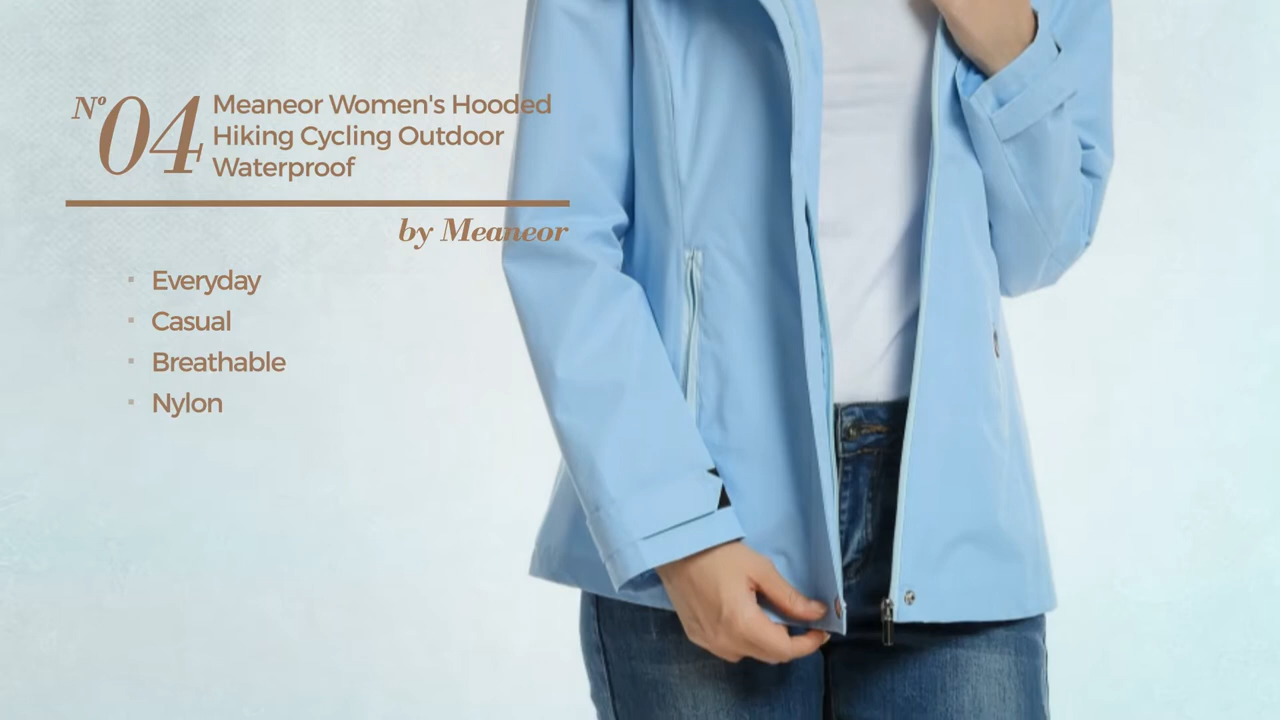 Nº04
Meaneor Women's Hooded
Hiking Cycling Outdoor
Waterproof
by Meaneor
Everyday
Casual
Breathable
Nylon